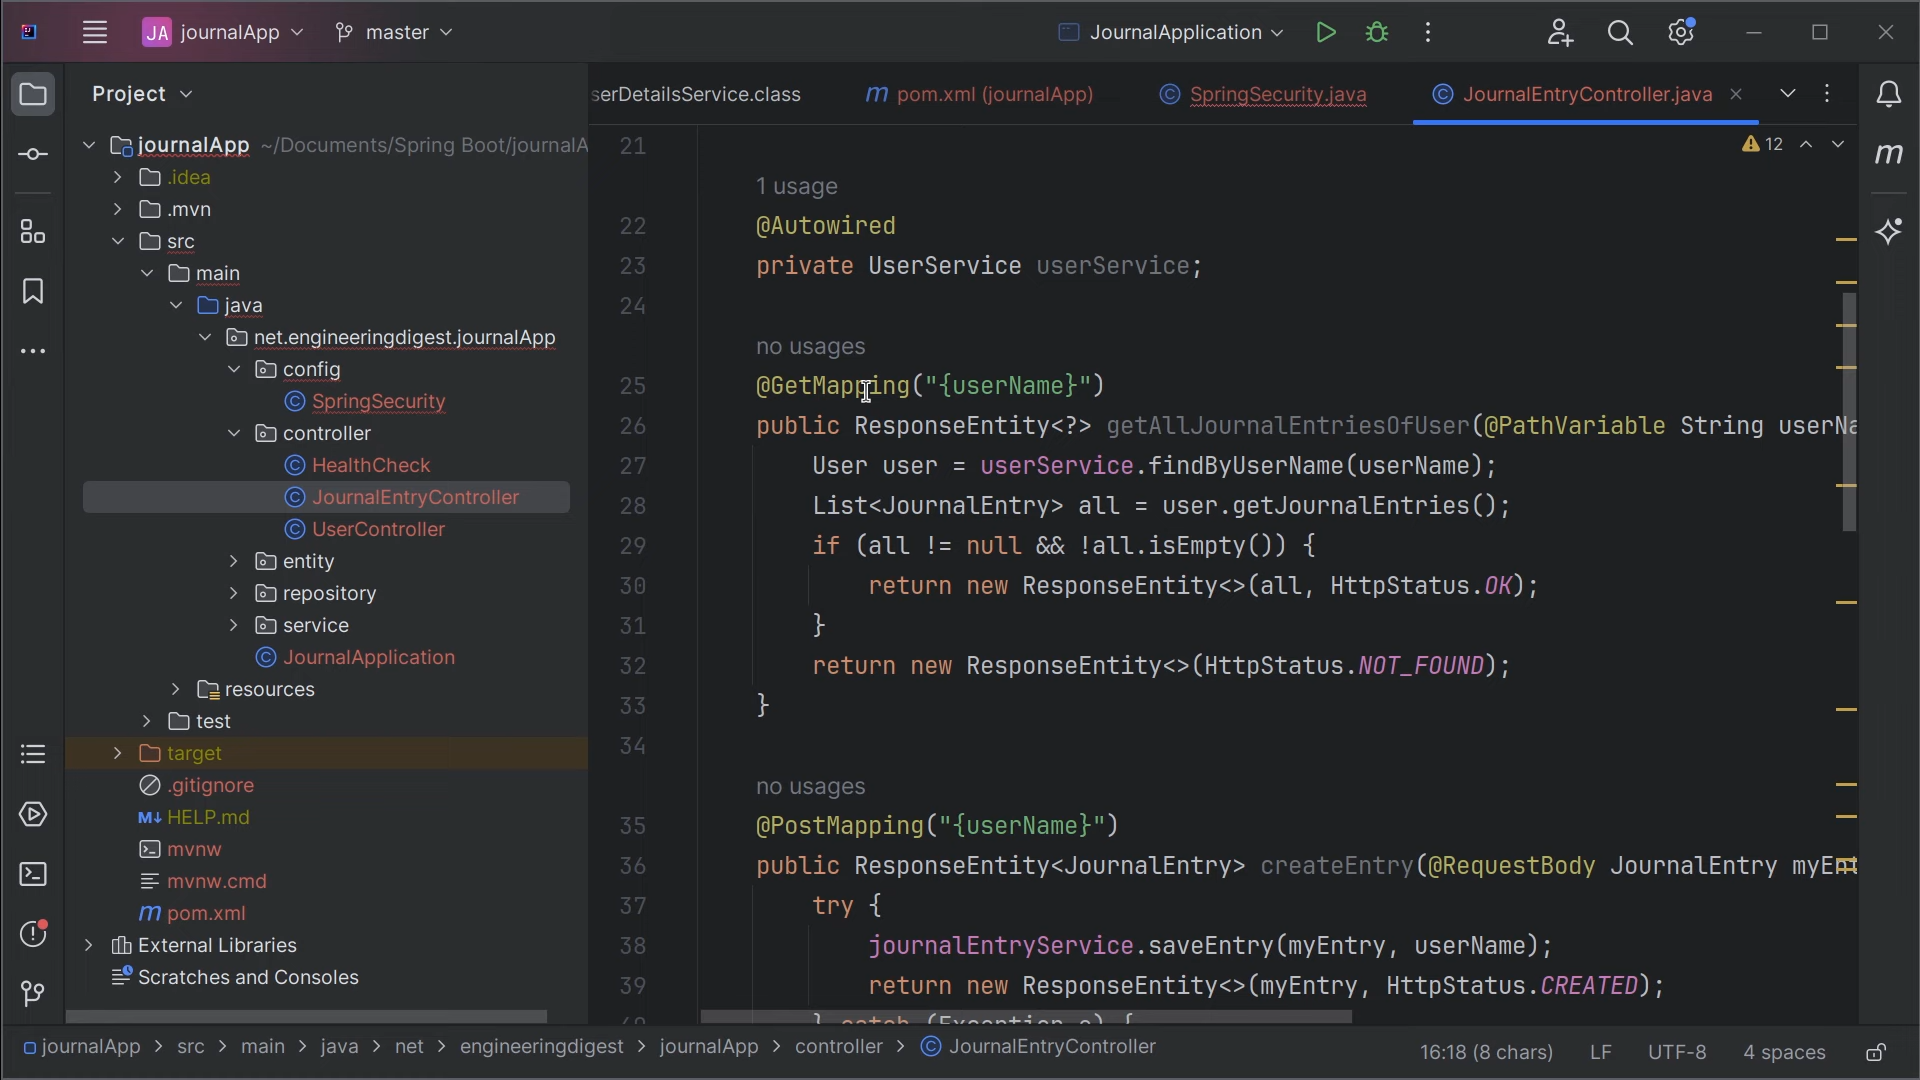 JA journalApp
master
JournalApplication
Project
serDetailsService.class
pom.xml (journalApp)
SpringSecurity.java
JournalEntryController.java
journalApp ~/Documents/Spring Boot/journalA
.idea
.mvn
src
main
java
net.engineeringdigest.journalApp
config
SpringSecurity
controller
HealthCheck
JournalEntryController
UserController
entity
repository
service
JournalApplication
resources
test
target
.gitignore
M↓ HELP.md
mvnw
mvnw.cmd
m pom.xml
External Libraries
Scratches and Consoles
12
21
1 usage
22 @Autowired
23 private UserService userService;
24
no usages
25 @GetMapping("{userName}")
26 public ResponseEntity<?> getAllJournalEntriesOfUser(@PathVariable String userNa
27 User user = userService.findByUserName(userName);
28 List<JournalEntry> all = user.getJournalEntries();
29 if (all != null && !all.isEmpty()) {
30 return new ResponseEntity<>(all, HttpStatus.OK);
31 }
32 return new ResponseEntity<>(HttpStatus.NOT_FOUND);
33 }
34
no usages
35 @PostMapping("{userName}")
36 public ResponseEntity<JournalEntry> createEntry(@RequestBody JournalEntry myEnt
37 try {
38 journalEntryService.saveEntry(myEntry, userName);
39 return new ResponseEntity<>(myEntry, HttpStatus.CREATED);
40 } catch (Exception e) {
journalApp > src > main > java > net > engineeringdigest > journalApp > controller > JournalEntryController
16:18 (8 chars) LF UTF-8 4 spaces